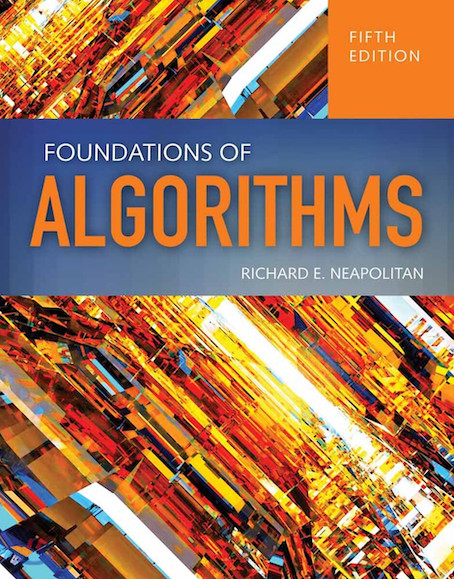 FIFTH
EDITION
FOUNDATIONS OF
ALGORITHMS
RICHARD E. NEAPOLITAN